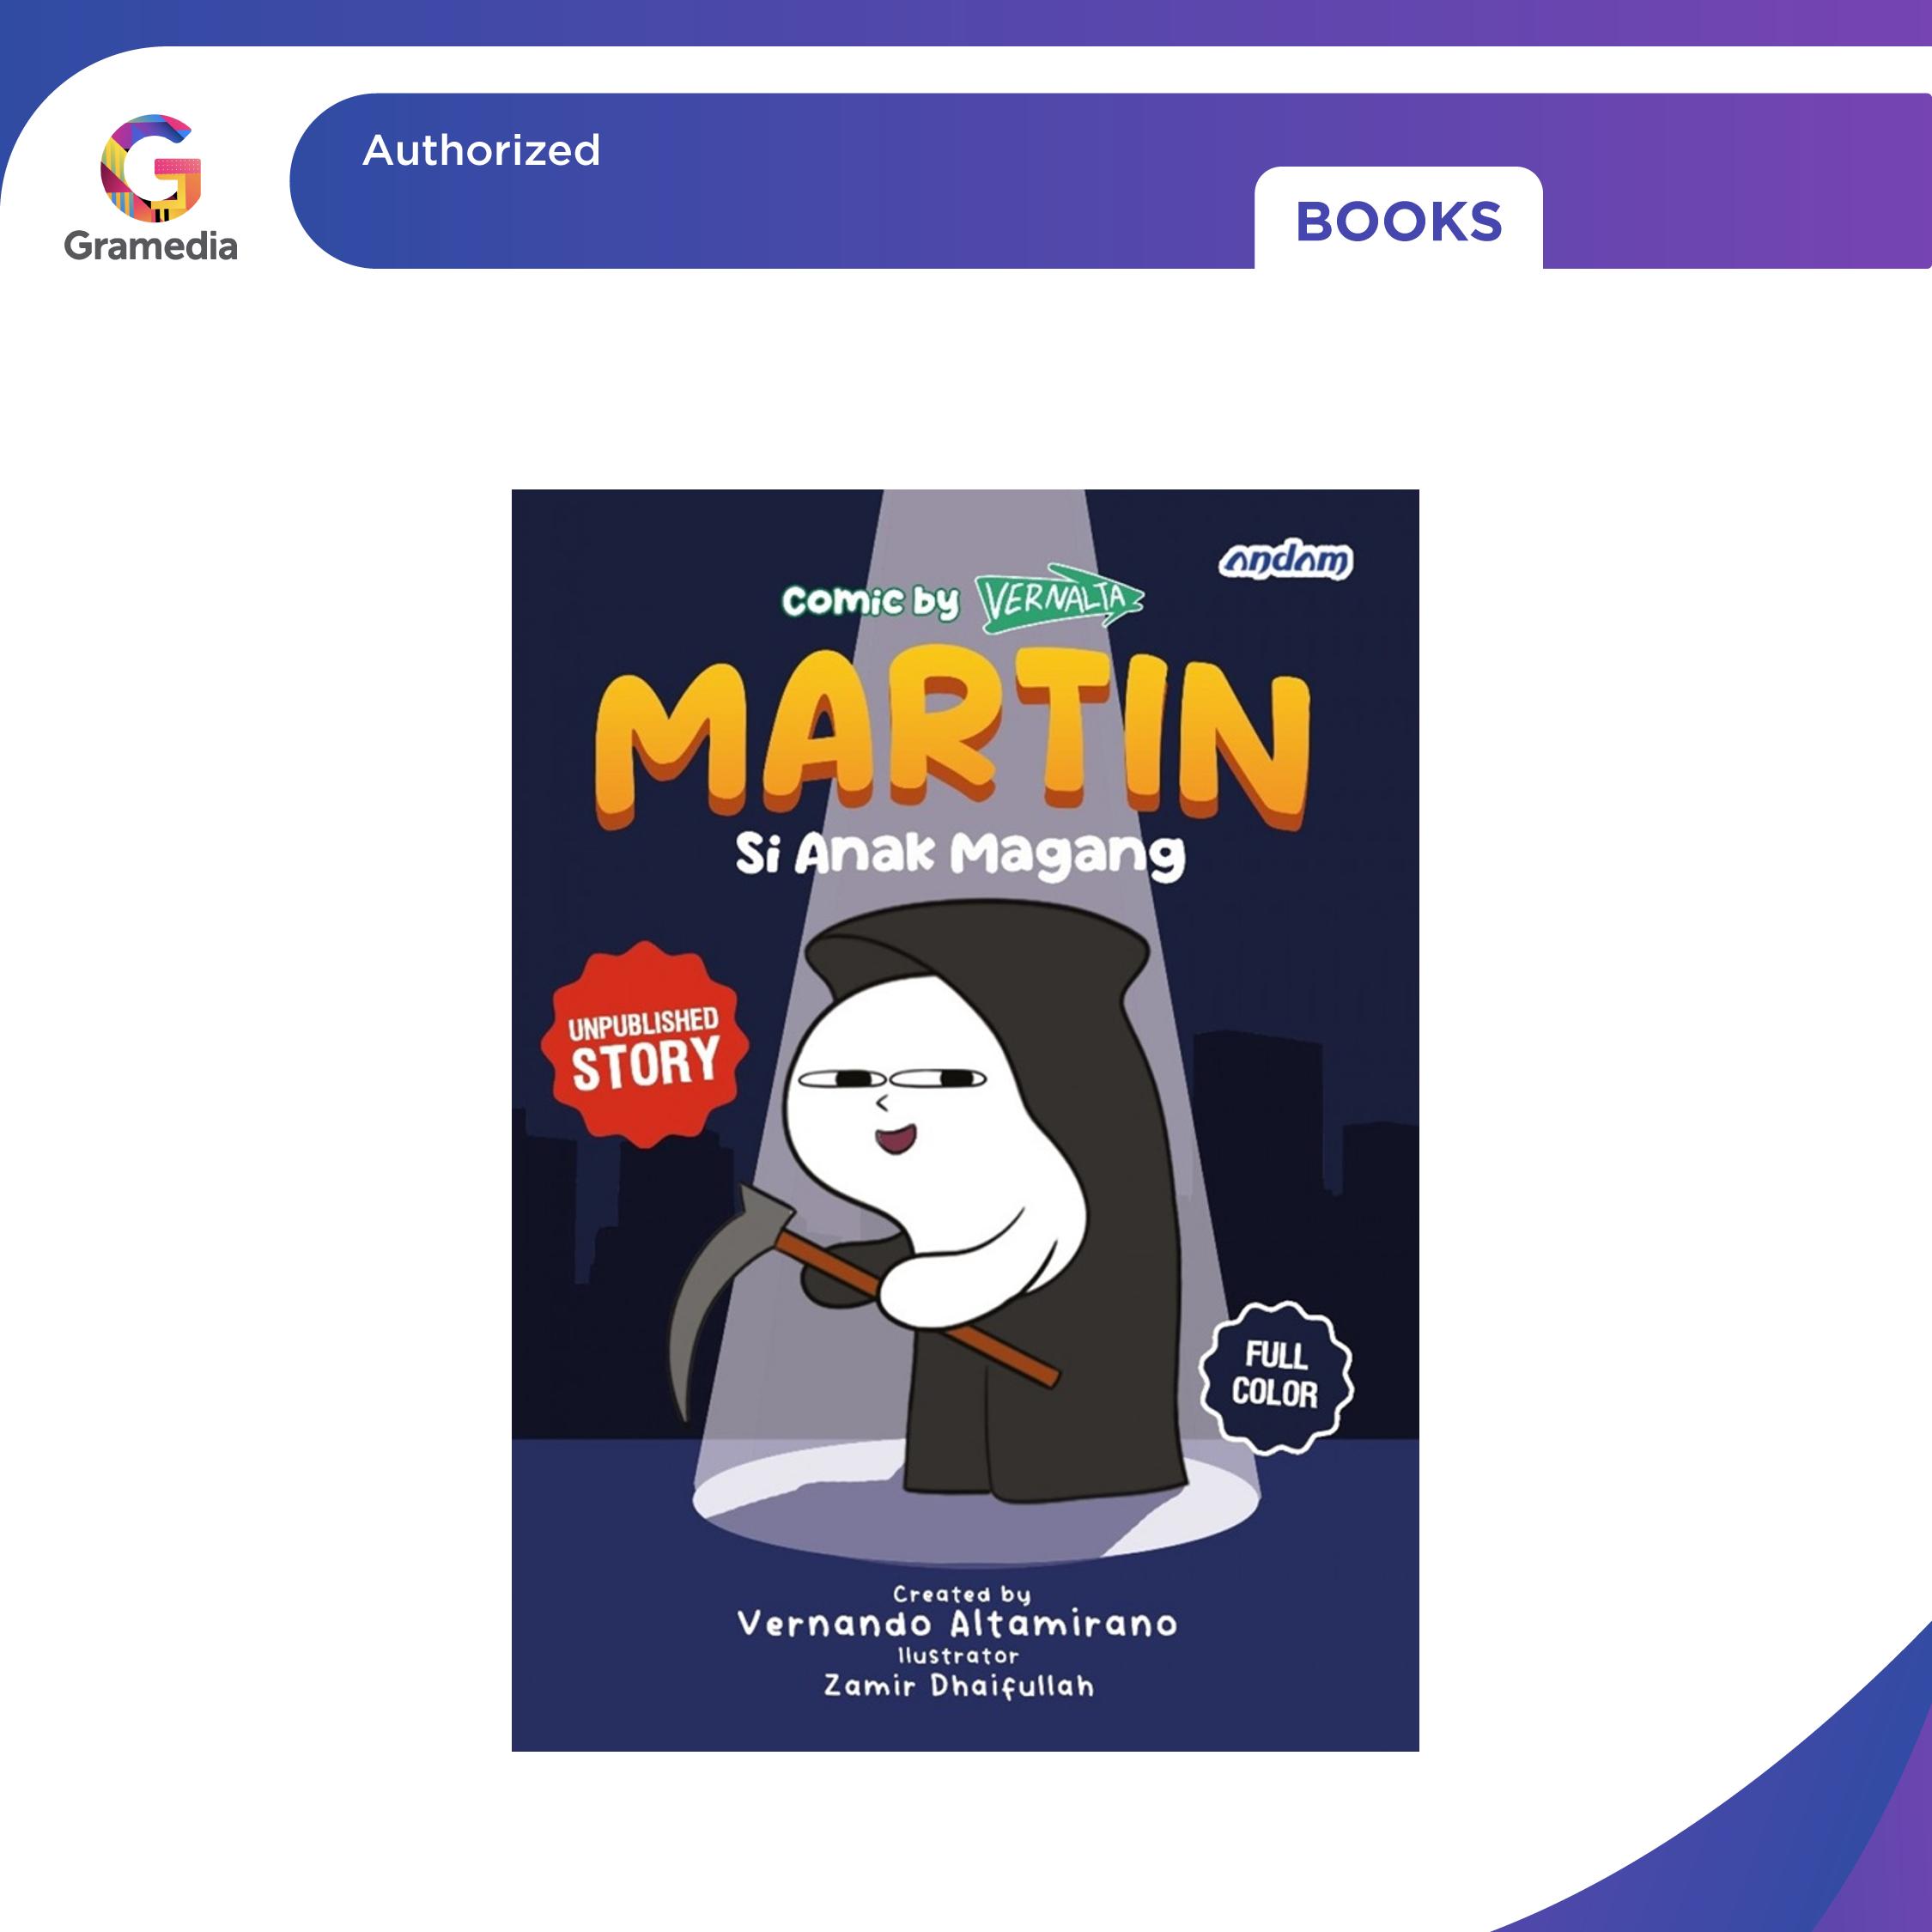 Gramedia
Authorized
BOOKS
andam
Comic by VERNALTA
MARTIN
Si Anak Magang
UNPUBLISHED
STORY
FULL
COLOR
Created by
Vernando Altamirano
Ilustrator
Zamir Dhaifullah